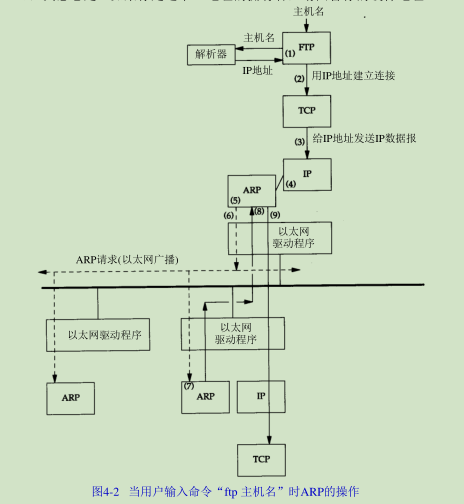 主机名
主机名
(1)
FTP
解析器
IP地址
(2)
用IP地址建立连接
TCP
(3)
给IP地址发送IP数据报
(4)
IP
ARP
(5)
(6)
(8)
(9)
以太网
驱动程序
ARP请求(以太网广播)
以太网驱动程序
以太网
驱动程序
(7)
ARP
ARP
IP
TCP
图4-2 当用户输入命令“ftp 主机名”时ARP的操作